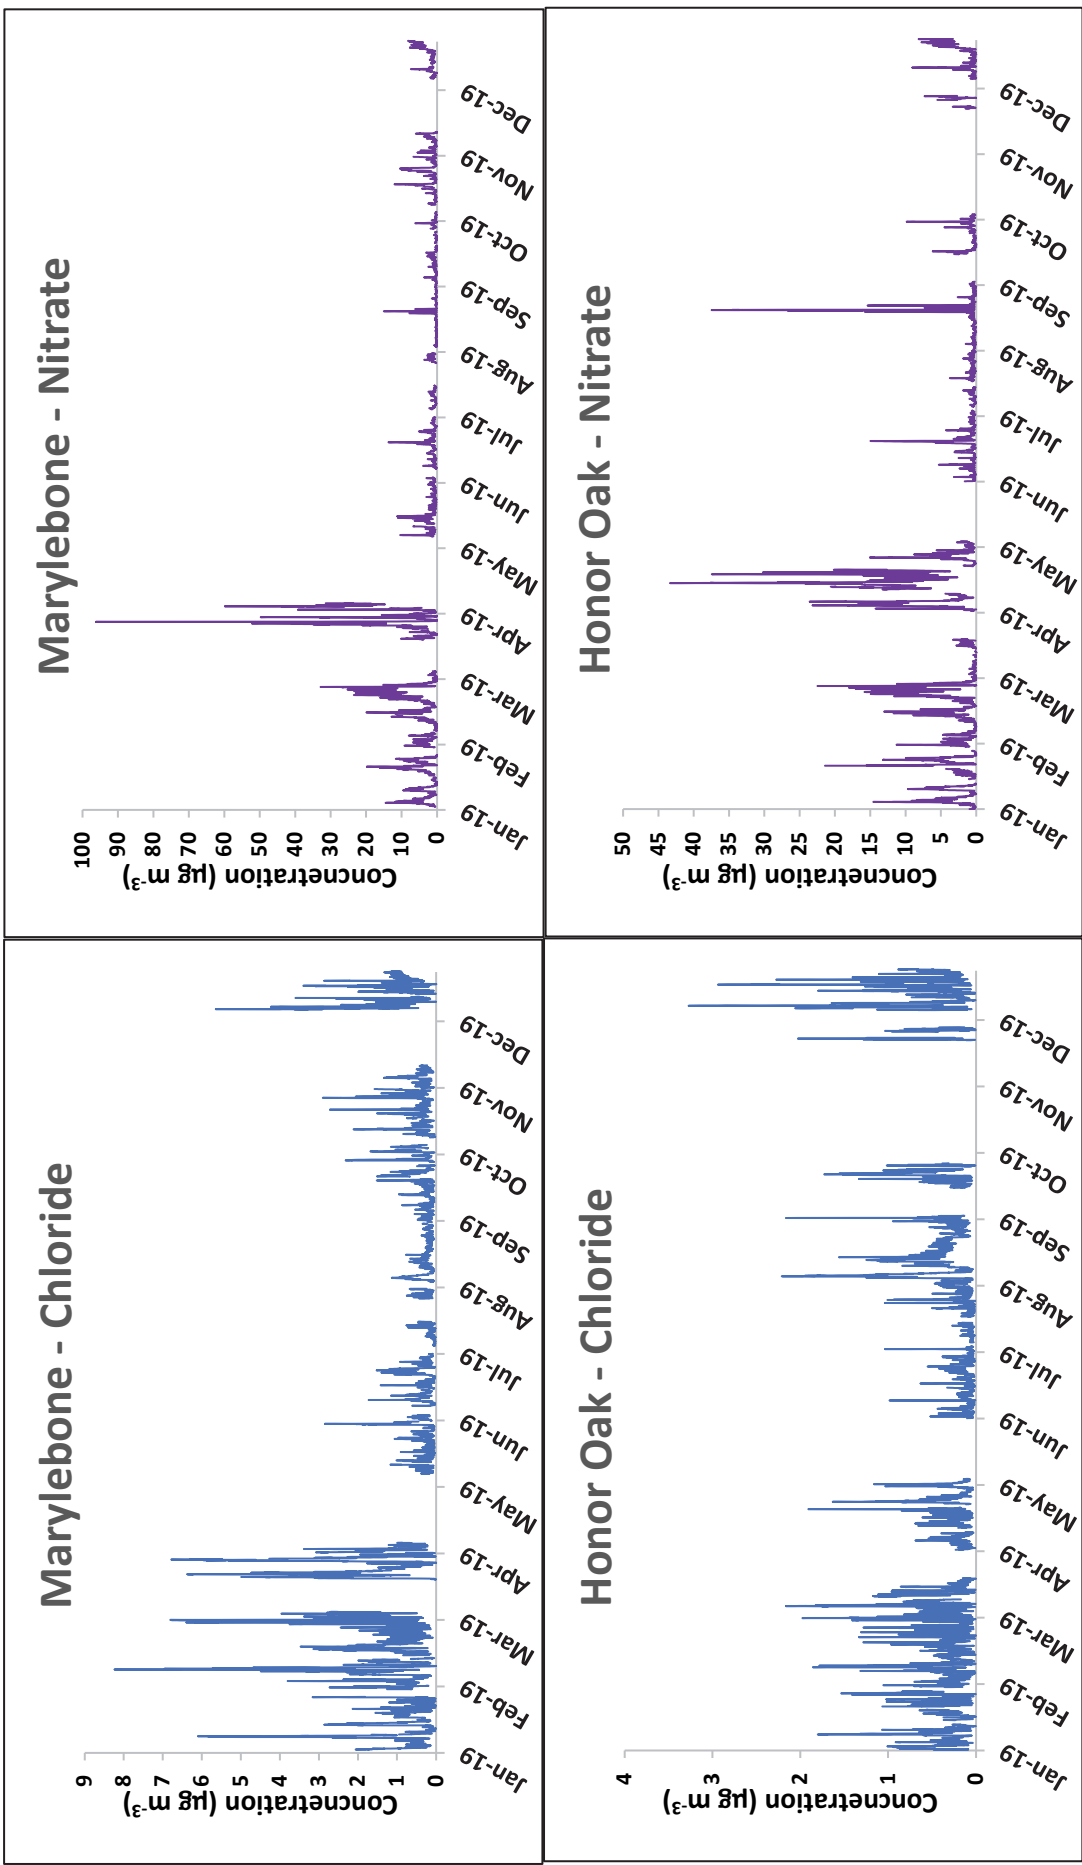 Marylebone - Chloride
Concnetration (µg m⁻³)
9
8
7
6
5
4
3
2
1
0
Jan-19
Feb-19
Mar-19
Apr-19
May-19
Jun-19
Jul-19
Aug-19
Sep-19
Oct-19
Nov-19
Dec-19
Marylebone - Nitrate
Concnetration (µg m⁻³)
100
90
80
70
60
50
40
30
20
10
0
Jan-19
Feb-19
Mar-19
Apr-19
May-19
Jun-19
Jul-19
Aug-19
Sep-19
Oct-19
Nov-19
Dec-19
Honor Oak - Chloride
Concnetration (µg m⁻³)
4
3
2
1
0
Jan-19
Feb-19
Mar-19
Apr-19
May-19
Jun-19
Jul-19
Aug-19
Sep-19
Oct-19
Nov-19
Dec-19
Honor Oak - Nitrate
Concnetration (µg m⁻³)
50
45
40
35
30
25
20
15
10
5
0
Jan-19
Feb-19
Mar-19
Apr-19
May-19
Jun-19
Jul-19
Aug-19
Sep-19
Oct-19
Nov-19
Dec-19